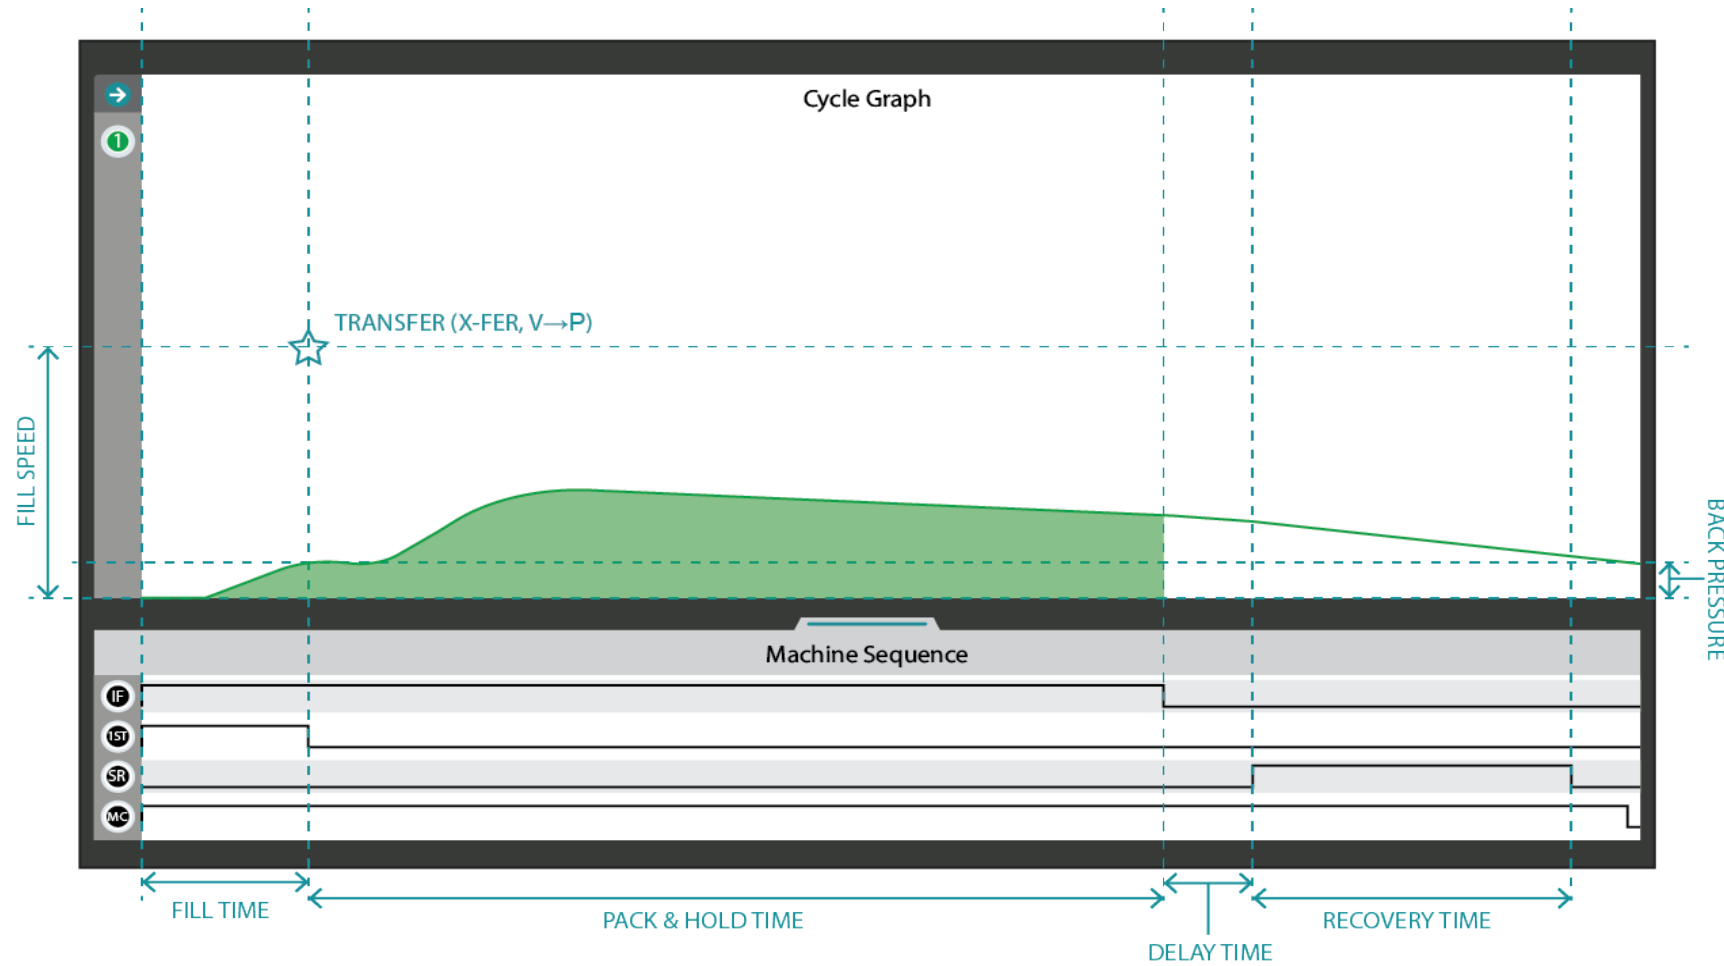 Cycle Graph
1
TRANSFER (X-FER, V→P)
FILL SPEED
BACK PRESSURE
Machine Sequence
IF
1ST
SR
MC
FILL TIME
PACK & HOLD TIME
DELAY TIME
RECOVERY TIME